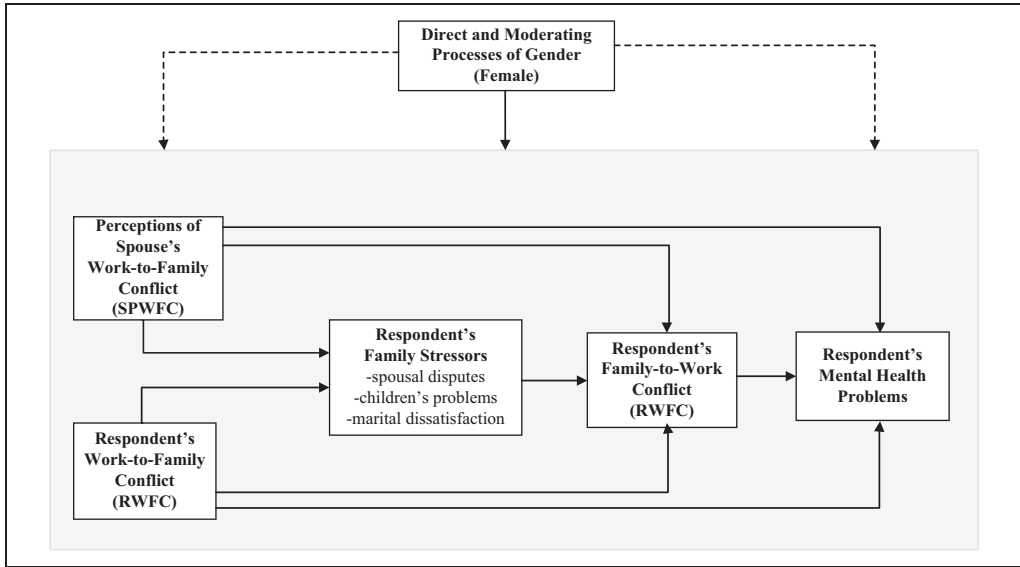 Direct and Moderating
Processes of Gender
(Female)
Perceptions of
Spouse's
Work-to-Family
Conflict
(SPWFC)
Respondent's
Family Stressors
-spousal disputes
-children's problems
-marital dissatisfaction
Respondent's
Family-to-Work
Conflict
(RWFC)
Respondent's
Mental Health
Problems
Respondent's
Work-to-Family
Conflict
(RWFC)